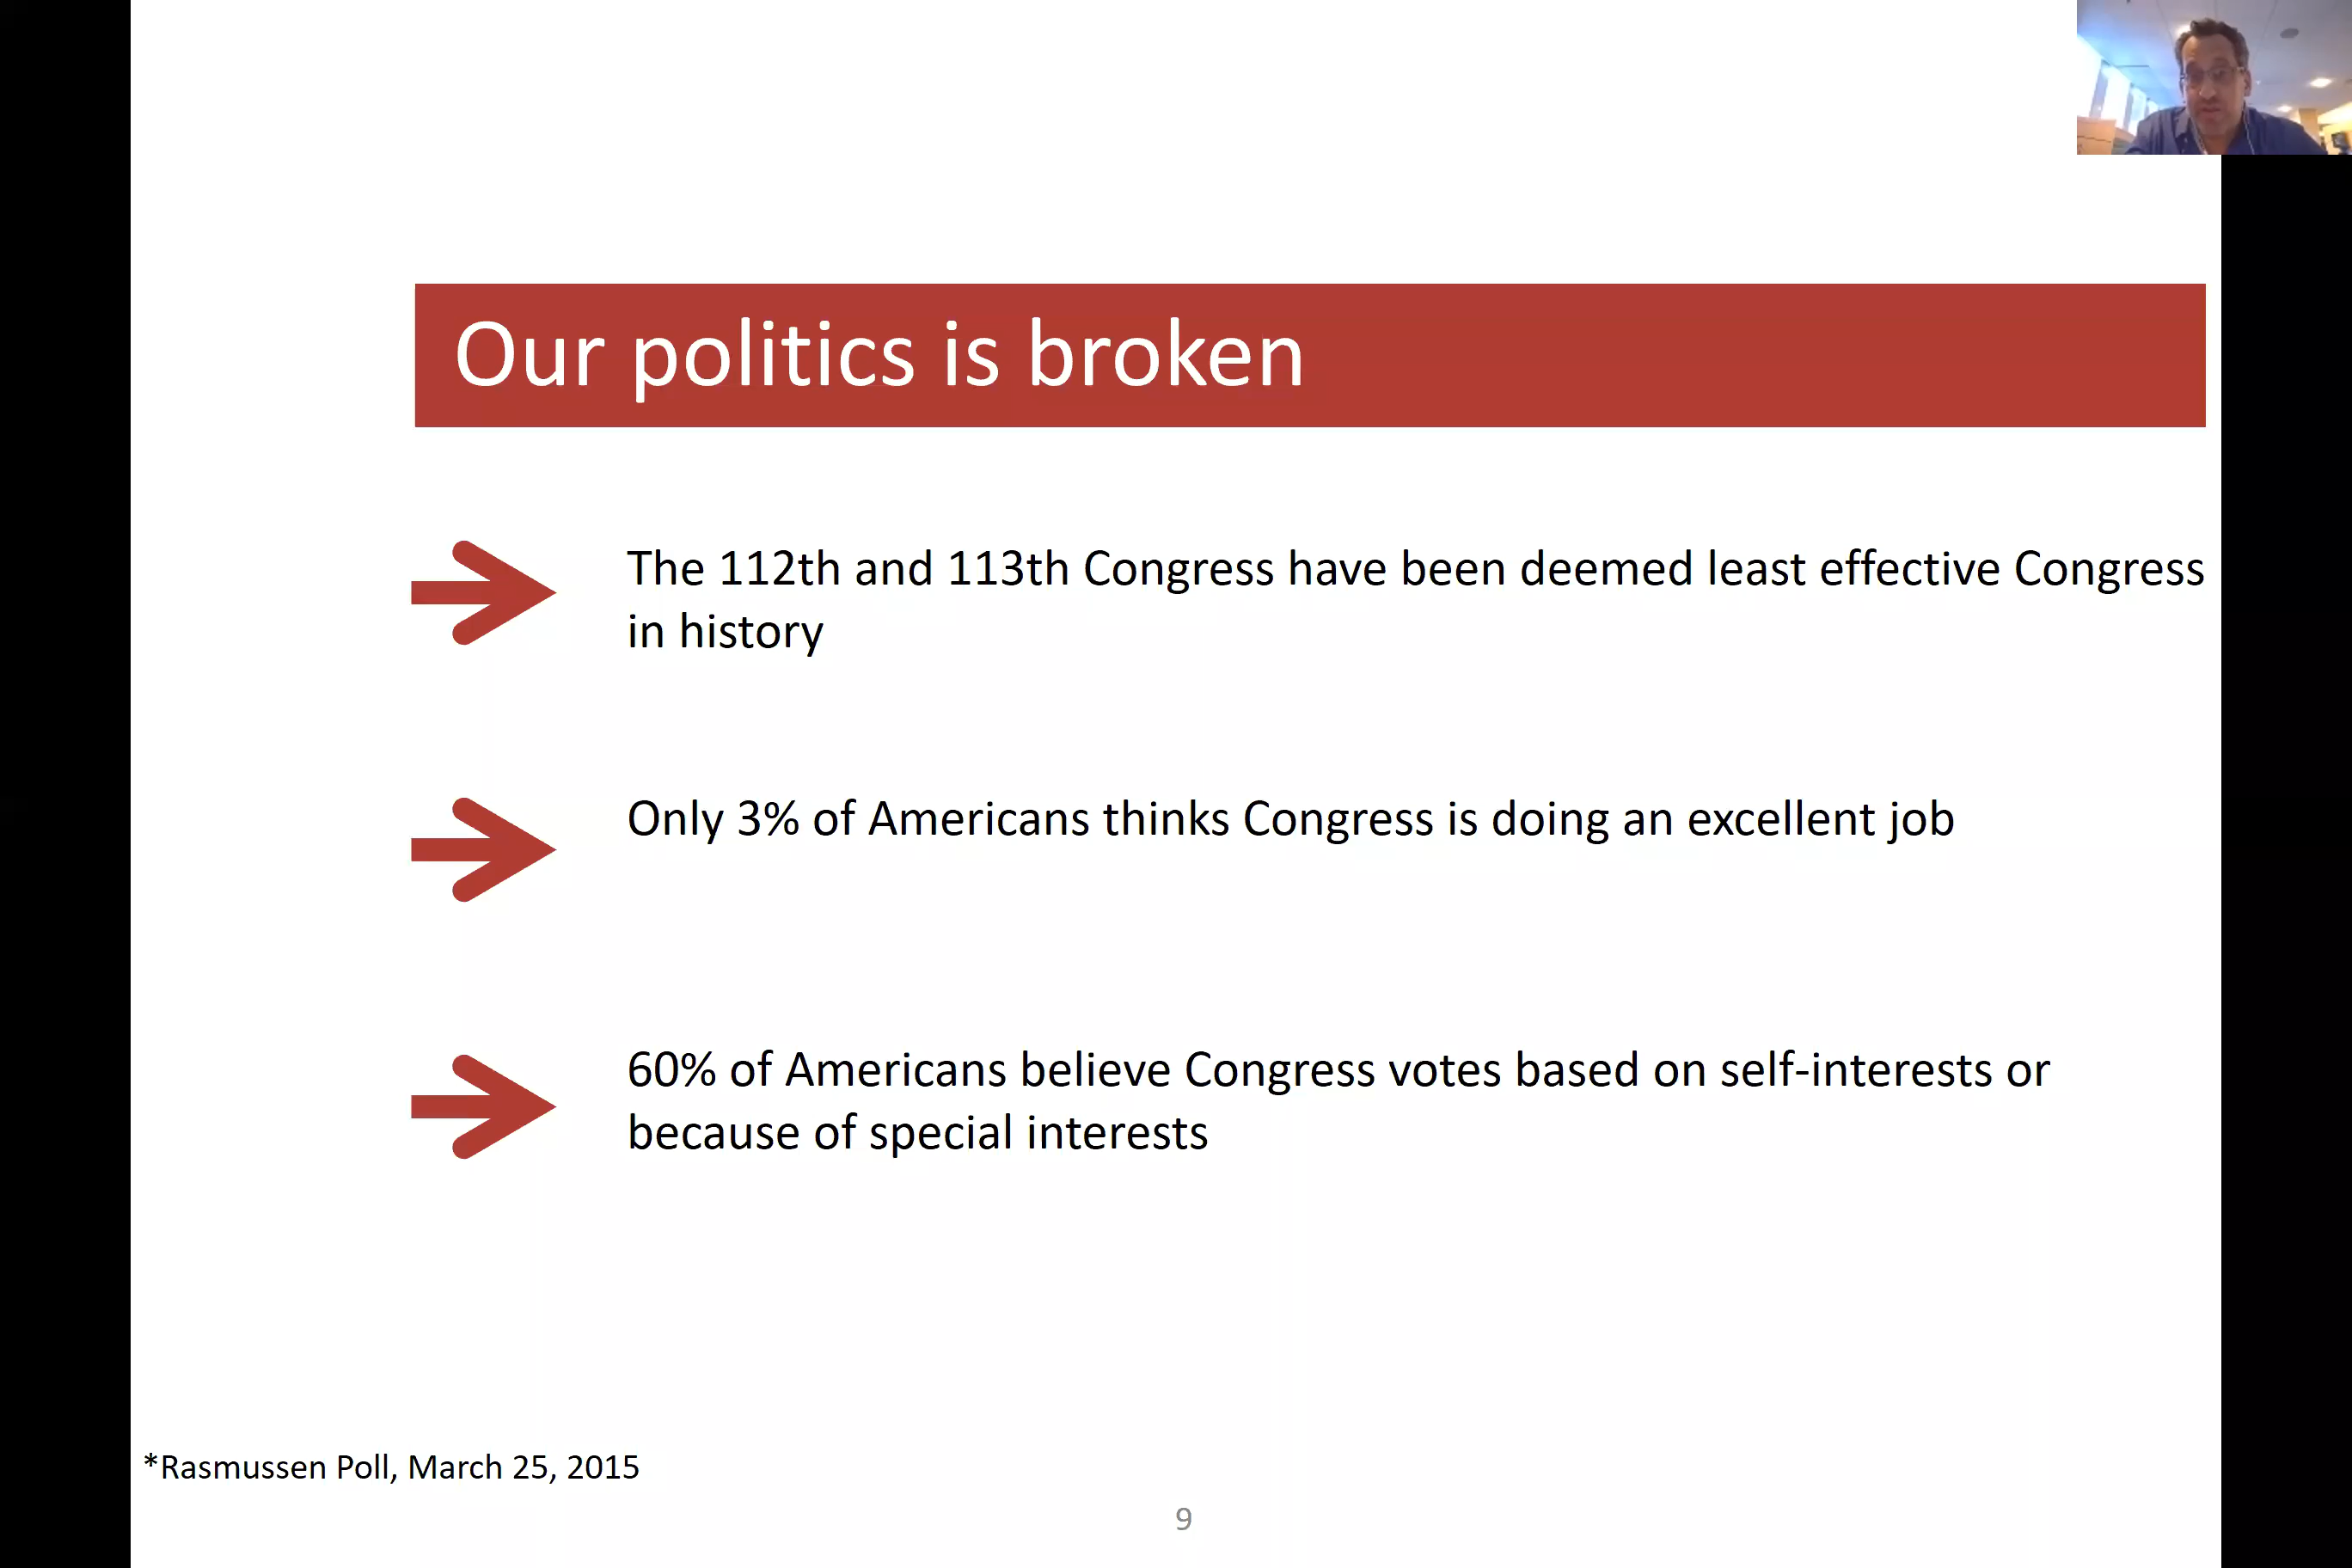 Our politics is broken
The 112th and 113th Congress have been deemed least effective Congress
in history
Only 3% of Americans thinks Congress is doing an excellent job
60% of Americans believe Congress votes based on self-interests or
because of special interests
*Rasmussen Poll, March 25, 2015
9